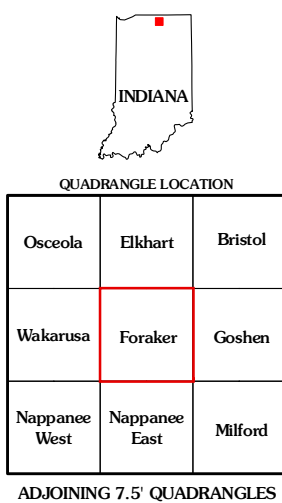 INDIANA
QUADRANGLE LOCATION
Osceola Elkhart Bristol
Wakarusa Foraker Goshen
Nappanee Nappanee Milford
West East
ADJOINING 7.5' QUADRANGLES